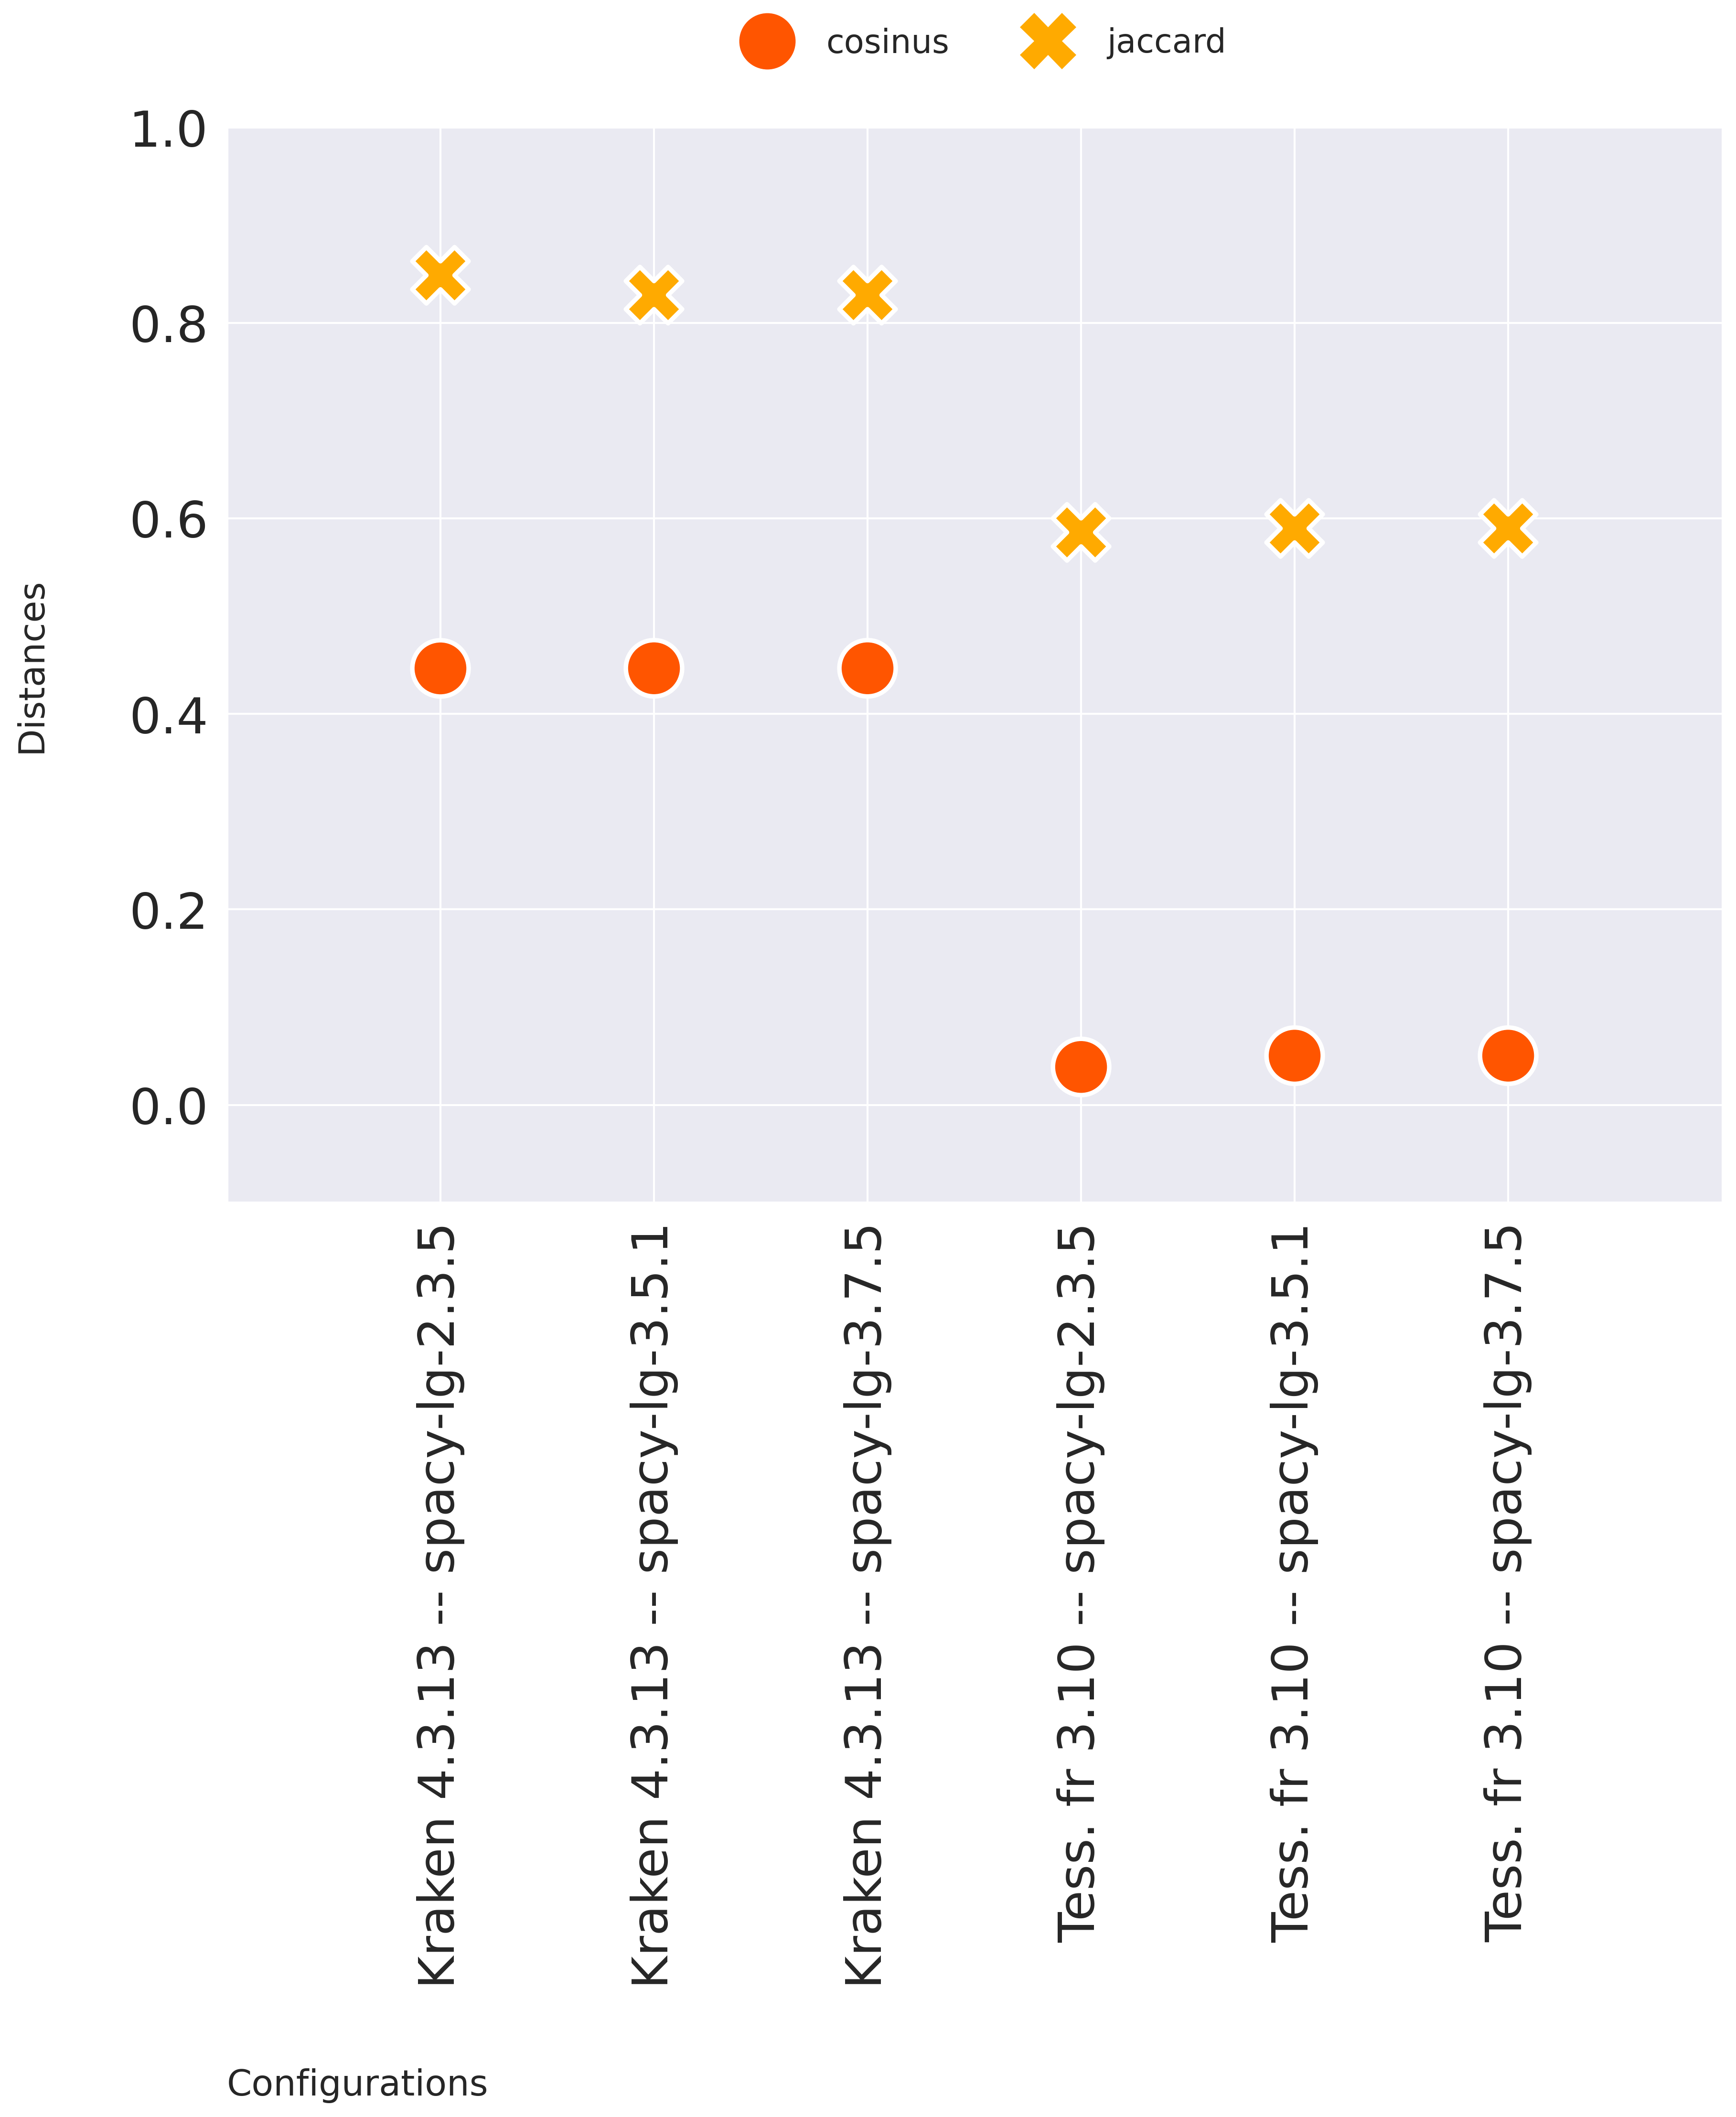 cosinus
jaccard
1.0
0.8
0.6
0.4
0.2
0.0
Distances
Kraken 4.3.13 -- spacy-lg-2.3.5
Kraken 4.3.13 -- spacy-lg-3.5.1
Kraken 4.3.13 -- spacy-lg-3.7.5
Tess. fr 3.10 -- spacy-lg-2.3.5
Tess. fr 3.10 -- spacy-lg-3.5.1
Tess. fr 3.10 -- spacy-lg-3.7.5
Configurations